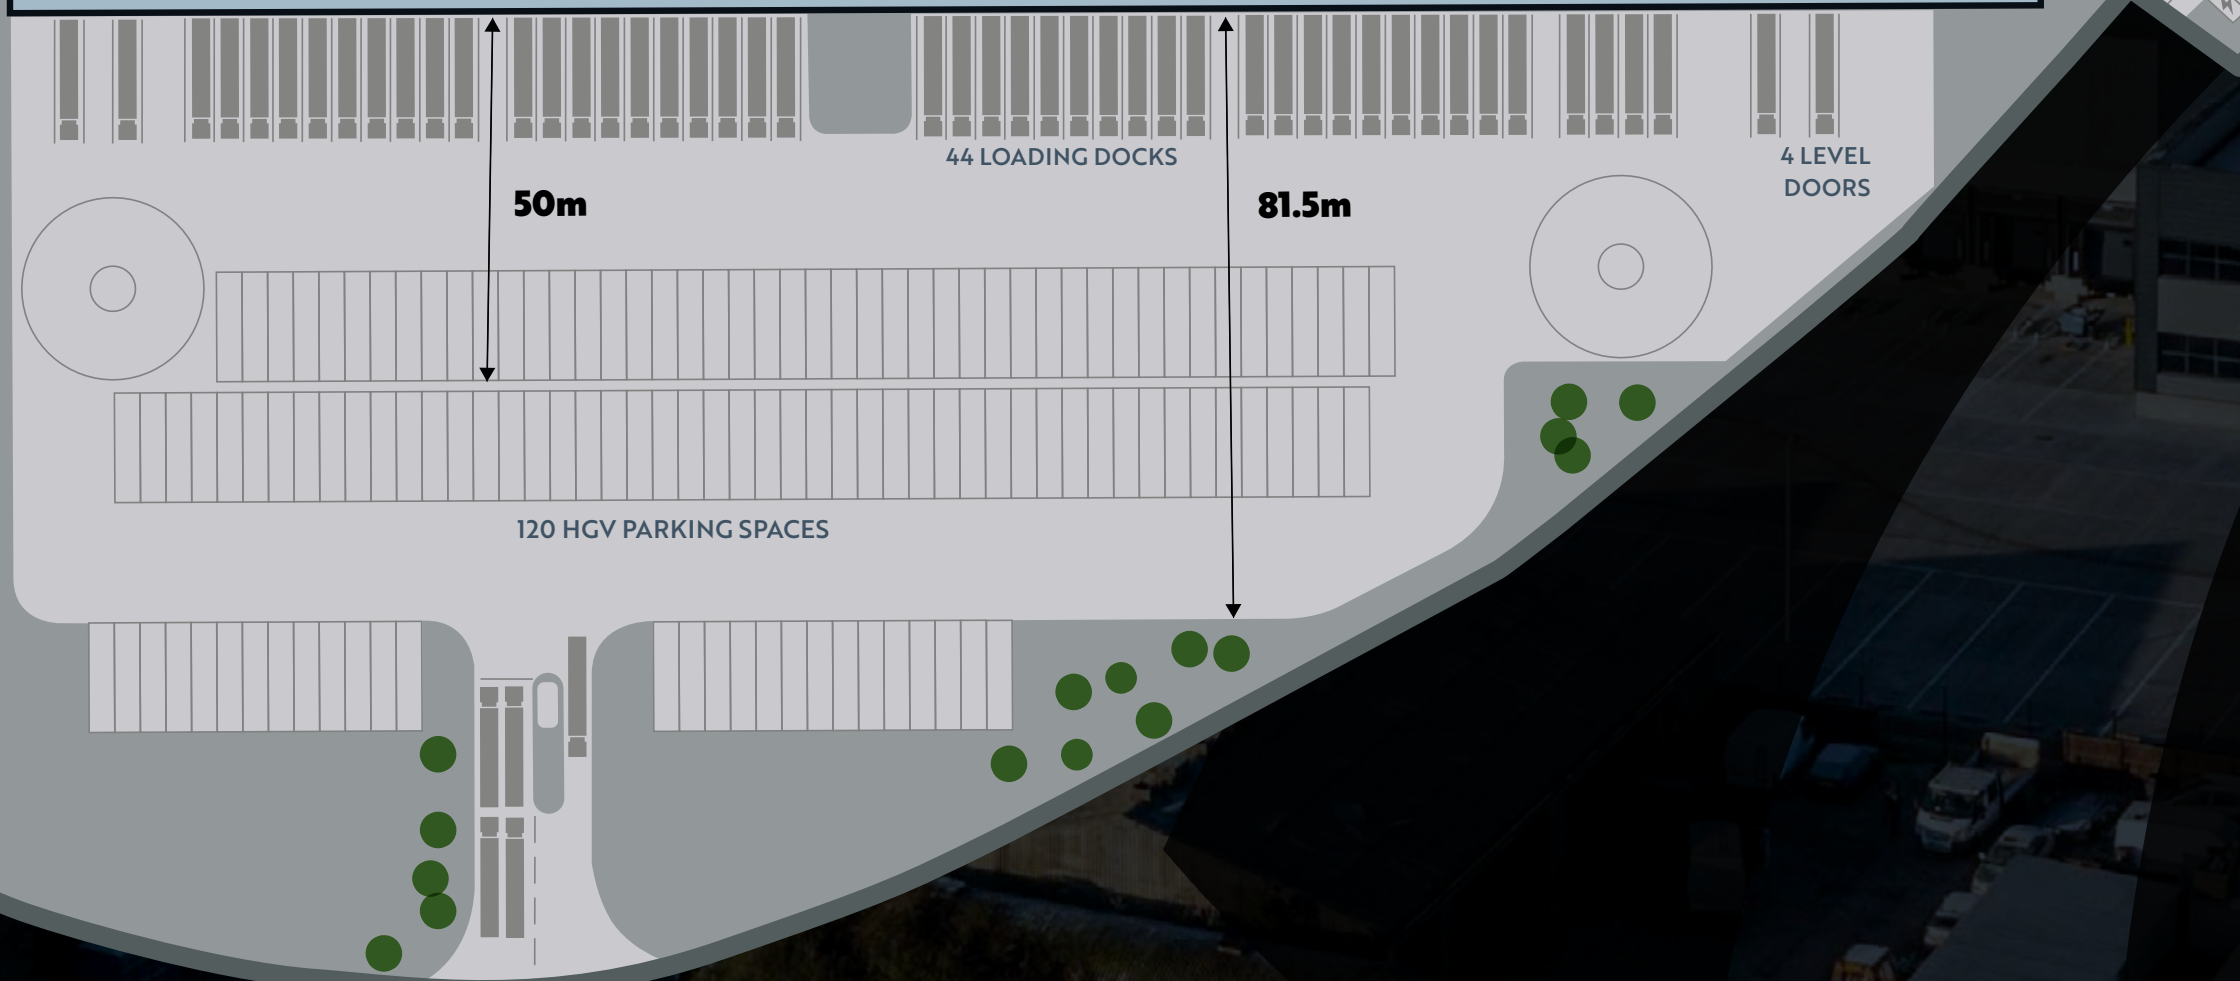 44 LOADING DOCKS
4 LEVEL
DOORS
50m
81.5m
120 HGV PARKING SPACES